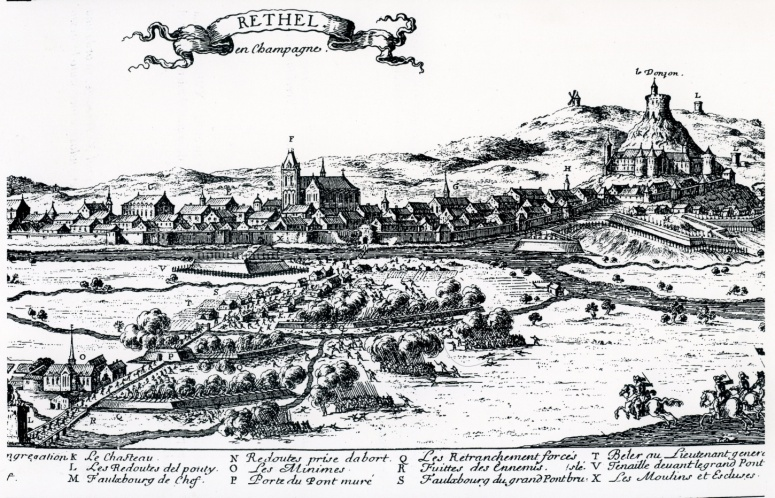 RETHEL
en Champagne.
le Donjon.
L
F
H
G
V
S
T
O
R
K Le Chasteau.
N Redoutes prise dabort.
Q Les Retranchement forcés
T Beler au Lieutenant genera
L Les Redoutes del pouty.
O Les Minimes.
R Fuittes des Ennemis.
V Tenaille deuant le grand Pont
M Faulxbourg de Chef.
P Porte du Pont muré
S Faulxbourg du grand Pont bru.
X Les Moulins et Escluses.